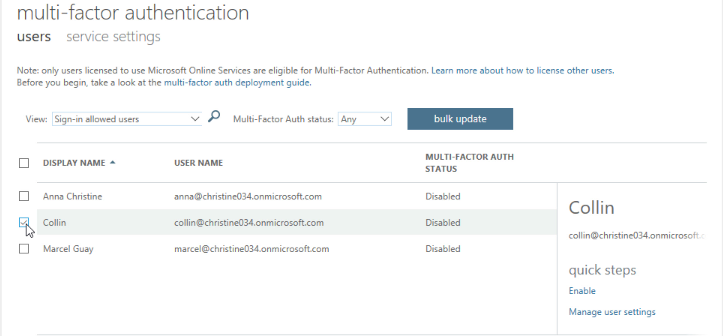 multi-factor authentication
users service settings
Note: only users licensed to use Microsoft Online Services are eligible for Multi-Factor Authentication. Learn more about how to license other users.
Before you begin, take a look at the multi-factor auth deployment guide.
View: Sign-in allowed users Multi-Factor Auth status: Any bulk update
DISPLAY NAME USER NAME MULTI-FACTOR AUTH STATUS
Anna Christine anna@christine034.onmicrosoft.com Disabled
Collin collin@christine034.onmicrosoft.com Disabled
Marcel Guay marcel@christine034.onmicrosoft.com Disabled
Collin
collin@christine034.onmicrosoft.c
quick steps
Enable
Manage user settings